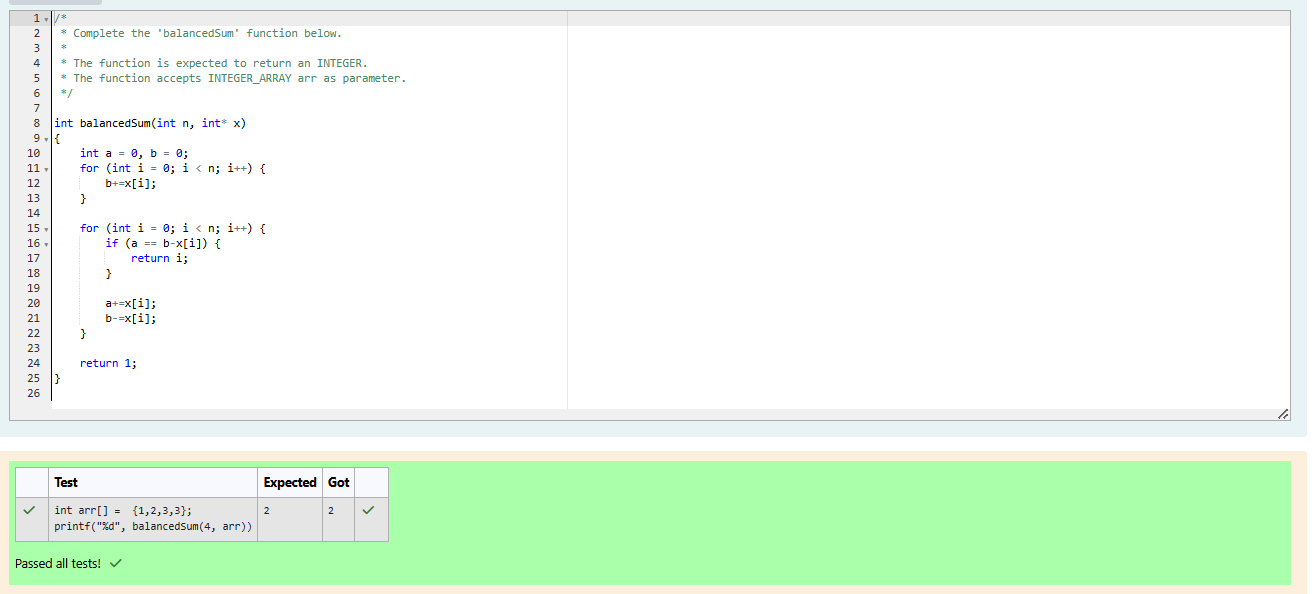 1 /*
2  * Complete the 'balancedSum' function below.
3  *
4  * The function is expected to return an INTEGER.
5  * The function accepts INTEGER_ARRAY arr as parameter.
6  */
7
8 int balancedSum(int n, int* x)
9 {
10     int a = 0, b = 0;
11     for (int i = 0; i < n; i++) {
12         b+=x[i];
13     }
14
15     for (int i = 0; i < n; i++) {
16         if (a == b-x[i]) {
17             return i;
18         }
19
20         a+=x[i];
21         b-=x[i];
22     }
23
24     return 1;
25 }
26
Test Expected Got
int arr[] =  {1,2,3,3}; 2 2
printf("%d", balancedSum(4, arr))
Passed all tests!